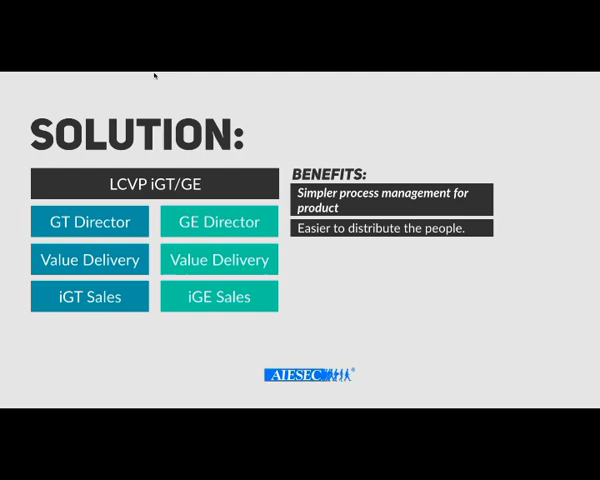 SOLUTION:
LCVP iGT/GE
GT Director
GE Director
Value Delivery
Value Delivery
iGT Sales
iGE Sales
BENEFITS:
Simpler process management for
product
Easier to distribute the people.
AIESEC®